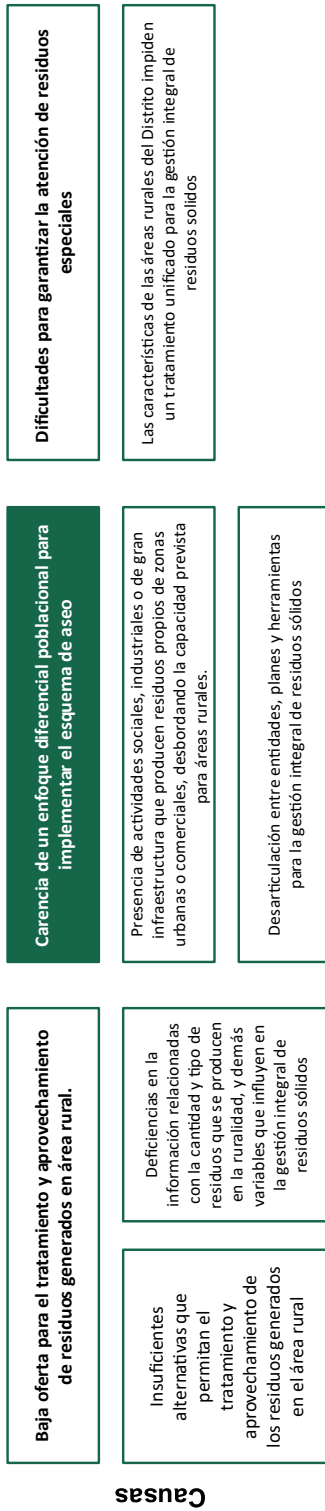 Causas
Baja oferta para el tratamiento y aprovechamiento
de residuos generados en área rural.
Insuficientes
alternativas que
permitan el
tratamiento y
aprovechamiento de
los residuos generados
en el área rural
Deficiencias en la
información relacionadas
con la cantidad y tipo de
residuos que se producen
en la ruralidad, y demás
variables que influyen en
la gestión integral de
residuos sólidos
Carencia de un enfoque diferencial poblacional para
implementar el esquema de aseo
Presencia de actividades sociales, industriales o de gran
infraestructura que producen residuos propios de zonas
urbanas o comerciales, desbordando la capacidad prevista
para áreas rurales.
Desarticulación entre entidades, planes y herramientas
para la gestión integral de residuos sólidos
Dificultades para garantizar la atención de residuos
especiales
Las características de las áreas rurales del Distrito impiden
un tratamiento unificado para la gestión integral de
residuos solidos